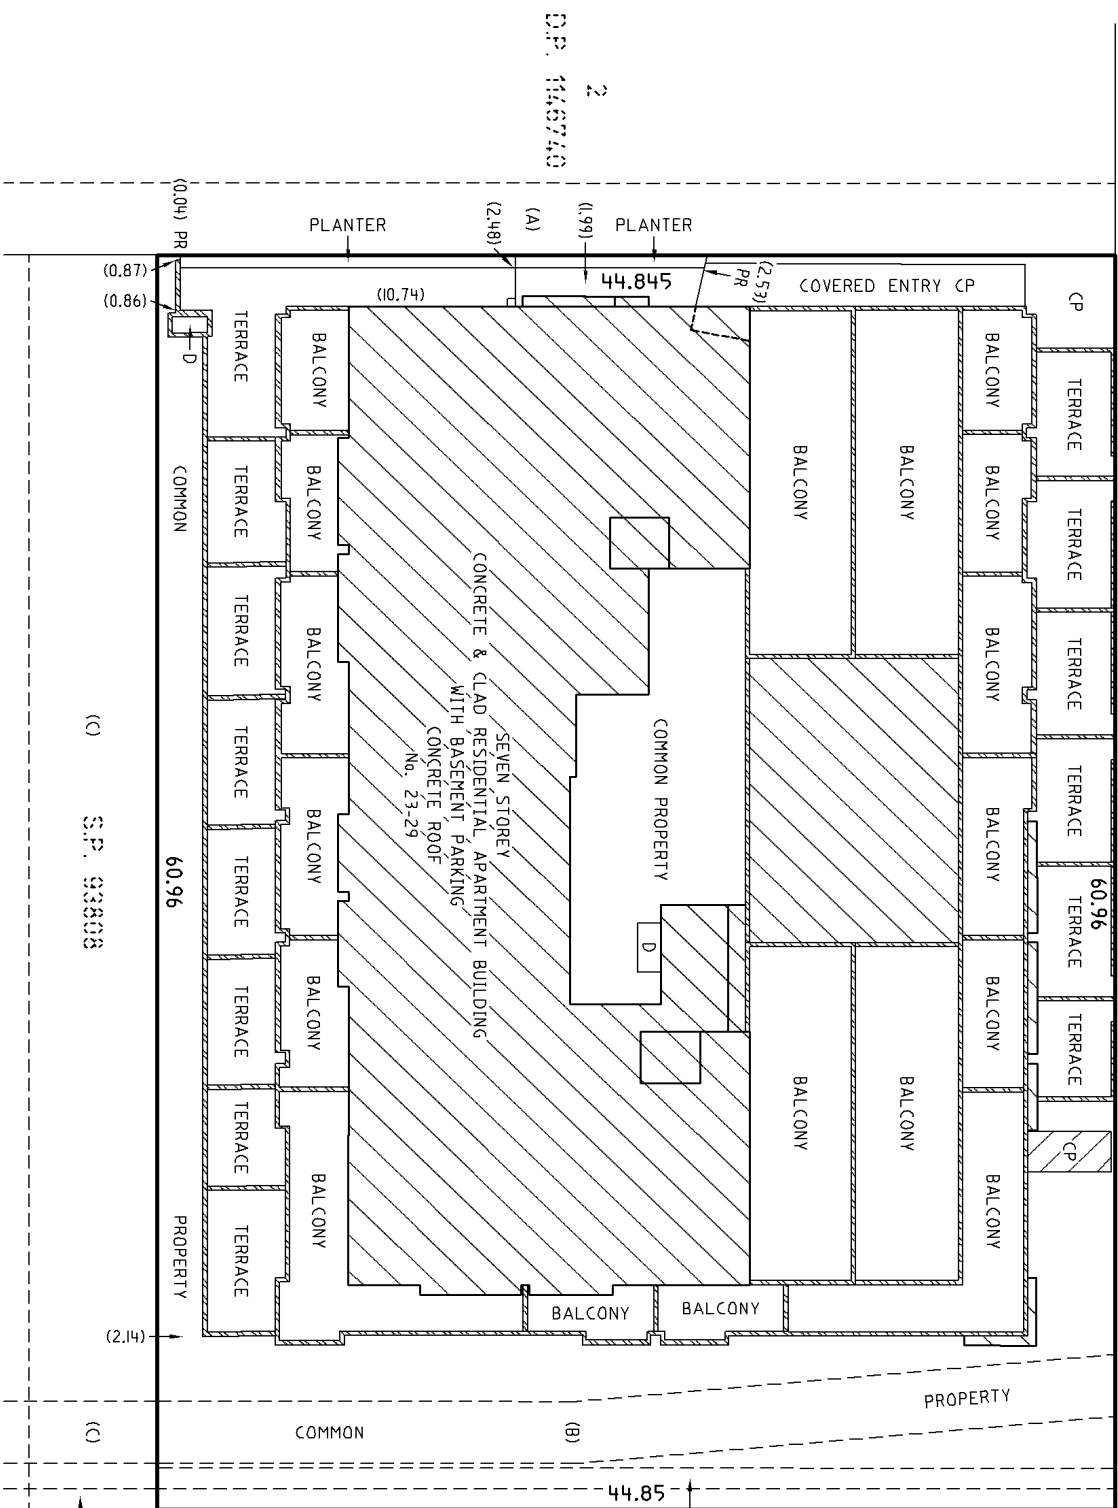 2
D.P. 1146740
(0.04) PR
PLANTER
(2.48)
(A)
(1.99)
PLANTER
(0.87)
(0.86)
D
(10.74)
44.845
(2.53)
PR
COVERED ENTRY CP
CP
TERRACE
BALCONY
BALCONY
BALCONY
BALCONY
TERRACE
COMMON
TERRACE
BALCONY
BALCONY
TERRACE
TERRACE
BALCONY
BALCONY
TERRACE
TERRACE
BALCONY
BALCONY
TERRACE
TERRACE
BALCONY
BALCONY
TERRACE
TERRACE
BALCONY
BALCONY
BALCONY
BALCONY
TERRACE
TERRACE
SEVEN STOREY
CONCRETE & CLAD RESIDENTIAL APARTMENT BUILDING
WITH BASEMENT PARKING
CONCRETE ROOF
No. 23-29
COMMON PROPERTY
D
60.96
60.96
(C)
S.P. 93808
CP
PROPERTY
BALCONY
BALCONY
(2.14)
(C)
COMMON
(B)
PROPERTY
44.85